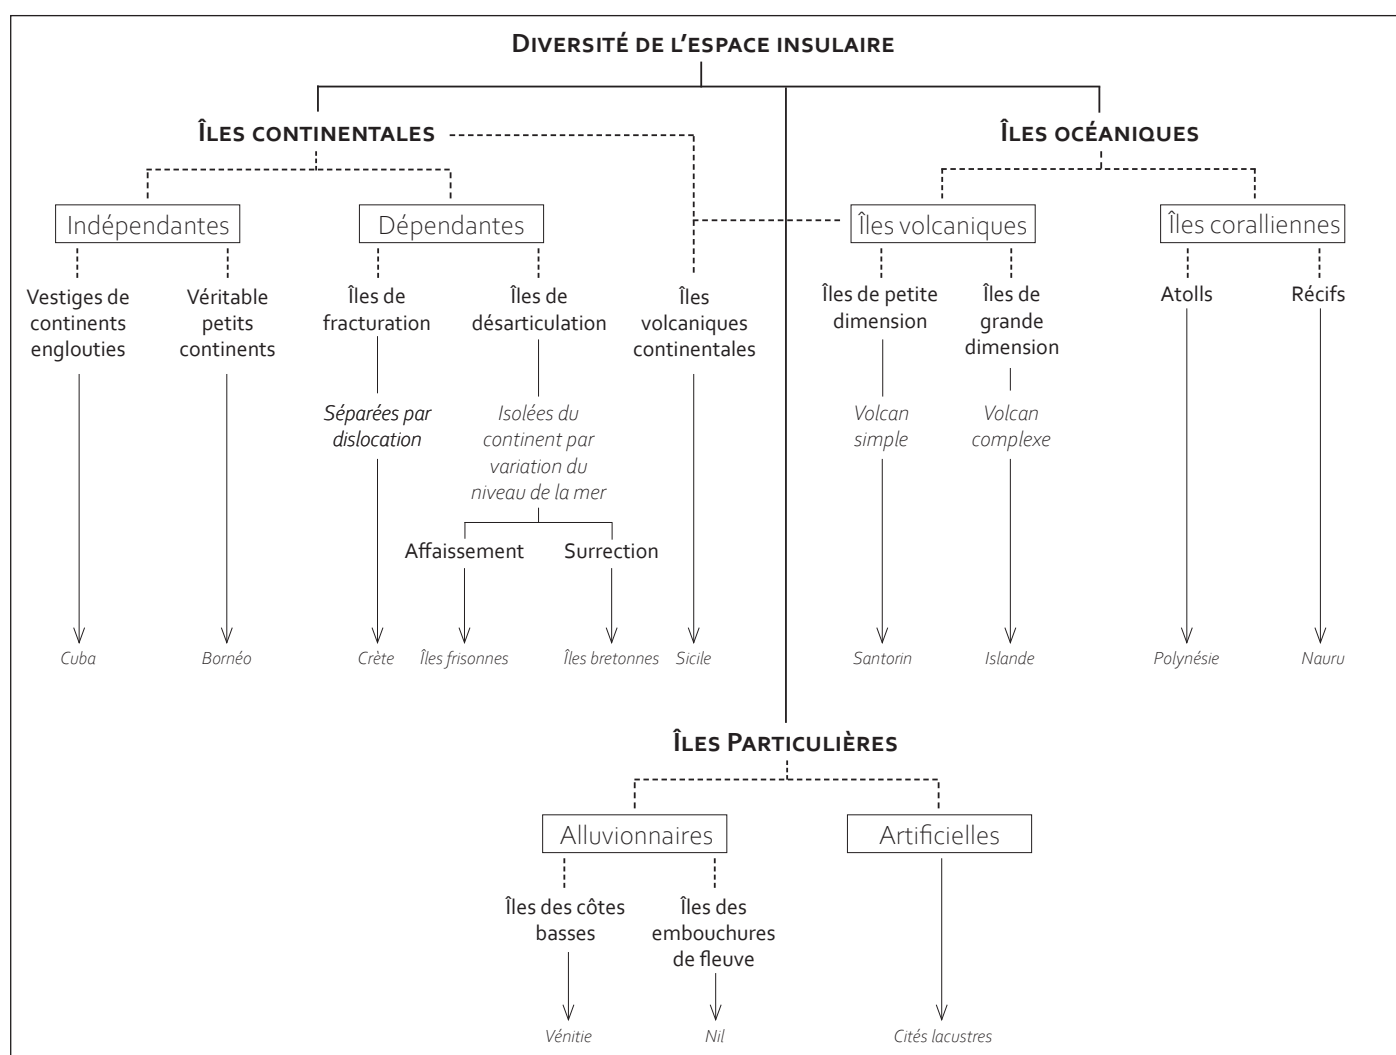 DIVERSITÉ DE L'ESPACE INSULAIRE
ÎLES CONTINENTALES
ÎLES OCÉANIQUES
Indépendantes
Dépendantes
Îles volcaniques
Îles coralliennes
Vestiges de
continents
englouties
Véritable
petits
continents
Îles de
fracturation
Îles de
désarticulation
Îles
volcaniques
continentales
Îles de petite
dimension
Îles de
grande
dimension
Atolls
Récifs
Séparées par
dislocation
Isolées du
continent par
variation du
niveau de la mer
Volcan
simple
Volcan
complexe
Affaissement
Surrection
Cuba
Bornéo
Crète
Îles frisonnes
Îles bretonnes
Sicile
Santorin
Islande
Polynésie
Nauru
ÎLES PARTICULIÈRES
Alluvionnaires
Artificielles
Îles des côtes
basses
Îles des
embouchures
de fleuve
Vénitie
Nil
Cités lacustres